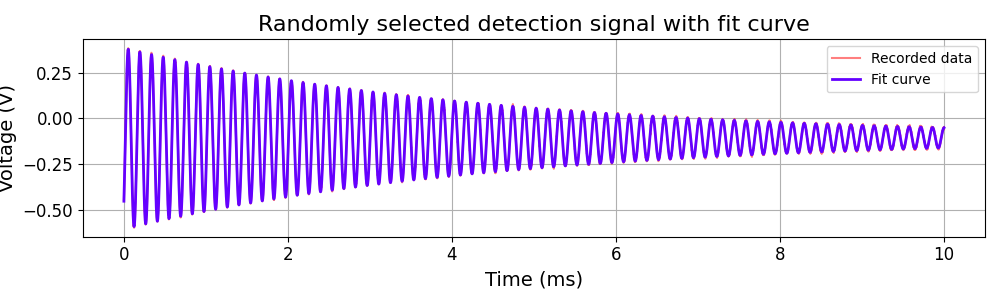 Randomly selected detection signal with fit curve
Recorded data
Fit curve
Voltage (V)
0.25
0.00
−0.25
−0.50
0 2 4 6 8 10
Time (ms)